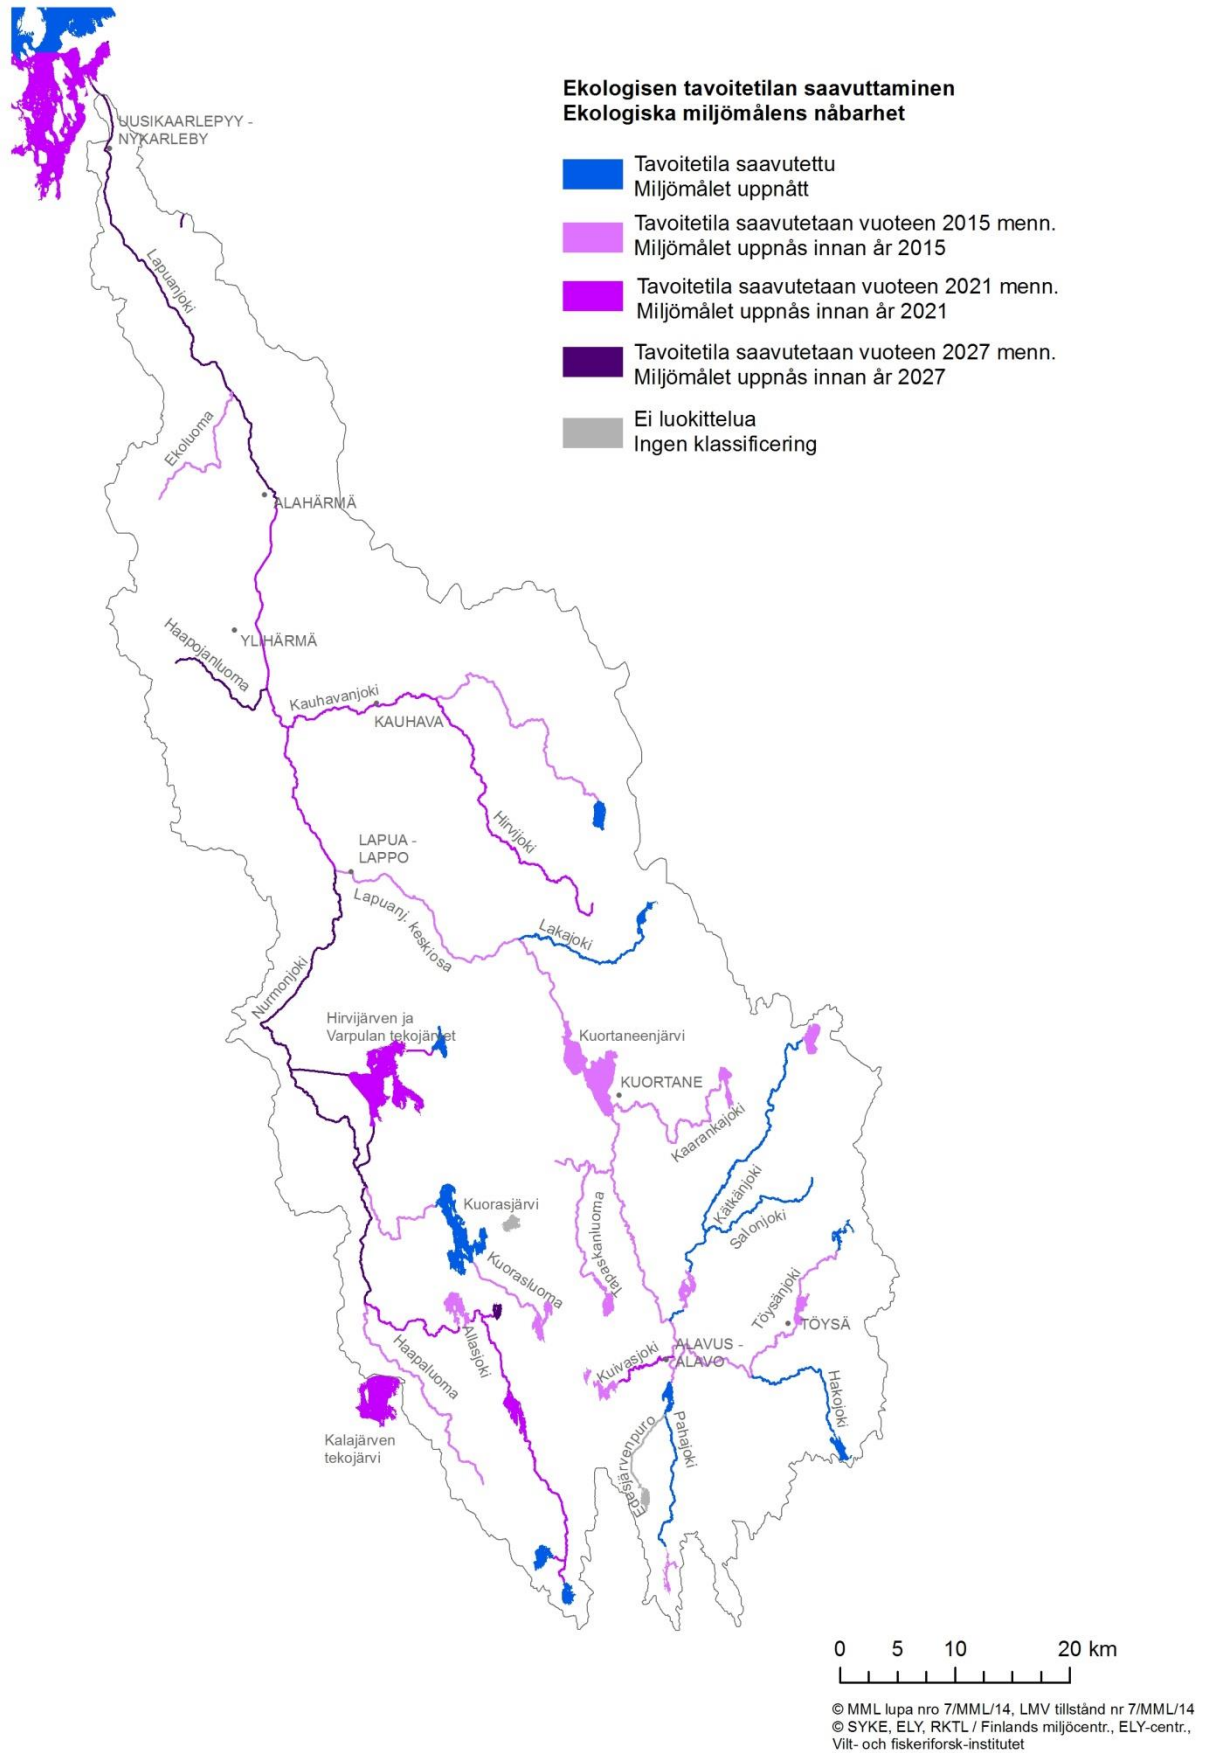 Ekologisen tavoitetilan saavuttaminen
Ekologiska miljömålens nåbarhet
Tavoitetila saavutettu
Miljömålet uppnått
Tavoitetila saavutetaan vuoteen 2015 menn.
Miljömålet uppnås innan år 2015
Tavoitetila saavutetaan vuoteen 2021 menn.
Miljömålet uppnås innan år 2021
Tavoitetila saavutetaan vuoteen 2027 menn.
Miljömålet uppnås innan år 2027
Ei luokittelua
Ingen klassificering
UUSIKAARLEPYY -
NYKARLEBY
Lapuanjoki
Ekoluoma
ALAHÄRMÄ
YLIHÄRMÄ
Haapojanluoma
Kauhavanjoki
KAUHAVA
Hirvijoki
LAPUA -
LAPPO
Lapuanj. keskiosa
Lakajoki
Nurmonjoki
Hirvijärven ja
Varpulan tekojärvet
Kuortaneenjärvi
KUORTANE
Kaarankajoki
Kätkänjoki
Salonjoki
Kuorasjärvi
Kuorasluoma
Tapaskanluoma
Töysänjoki
TÖYSÄ
Allasjoki
Haapaluoma
Kuivasjoki
ALAVUS -
ALAVO
Hakojoki
Pahajoki
Edesjärvenpuro
Kalajärven
tekojärvi
0 5 10 20 km
© MML lupa nro 7/MML/14, LMV tillstånd nr 7/MML/14
© SYKE, ELY, RKTL / Finlands miljöcentr., ELY-centr.,
Vilt- och fiskeriforsk-institutet